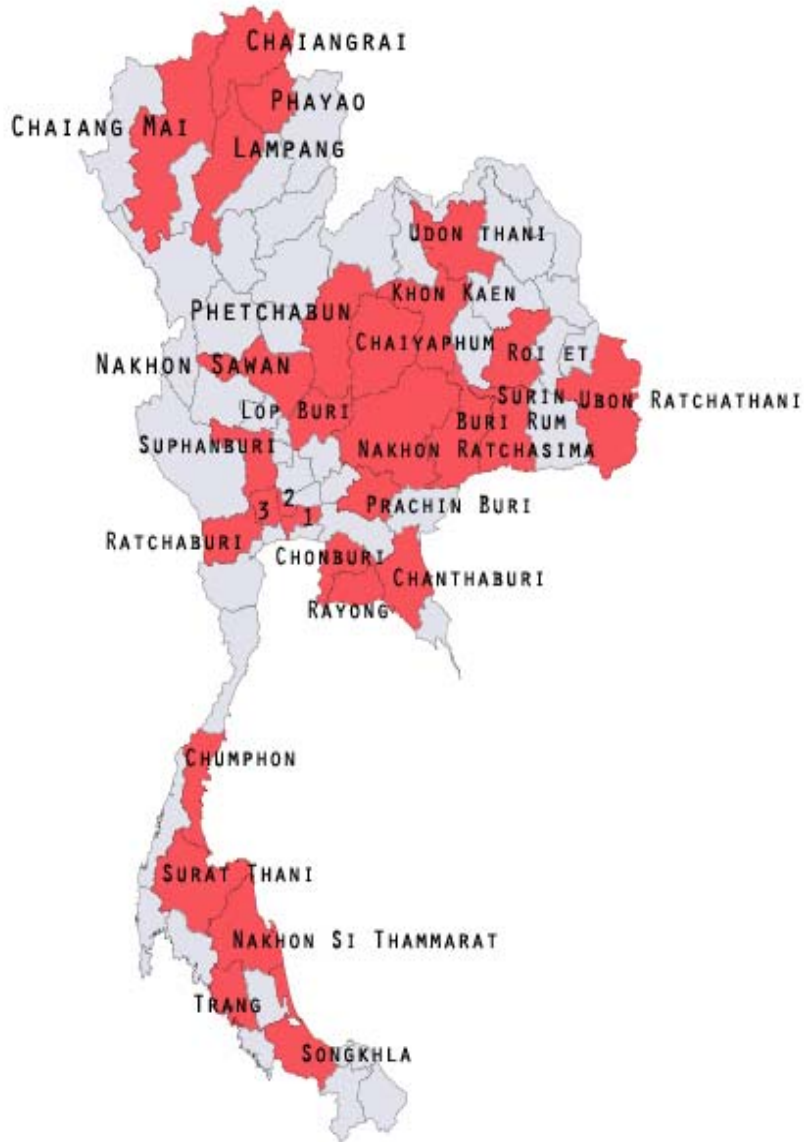 CHAIANGRAI
PHAYAO
CHAIANG MAI
LAMPANG
UDON THANI
KHON KAEN
PHETCHABUN
CHAIYAPHUM
ROI ET
NAKHON SAWAN
SURIN
UBON RATCHATHANI
LOP BURI
BURI RUM
SUPHANBURI
NAKHON RATCHASIMA
2
PRACHIN BURI
3
1
RATCHABURI
CHONBURI
CHANTHABURI
RAYONG
CHUMPHON
SURAT THANI
NAKHON SI THAMMARAT
TRANG
SONGKHLA